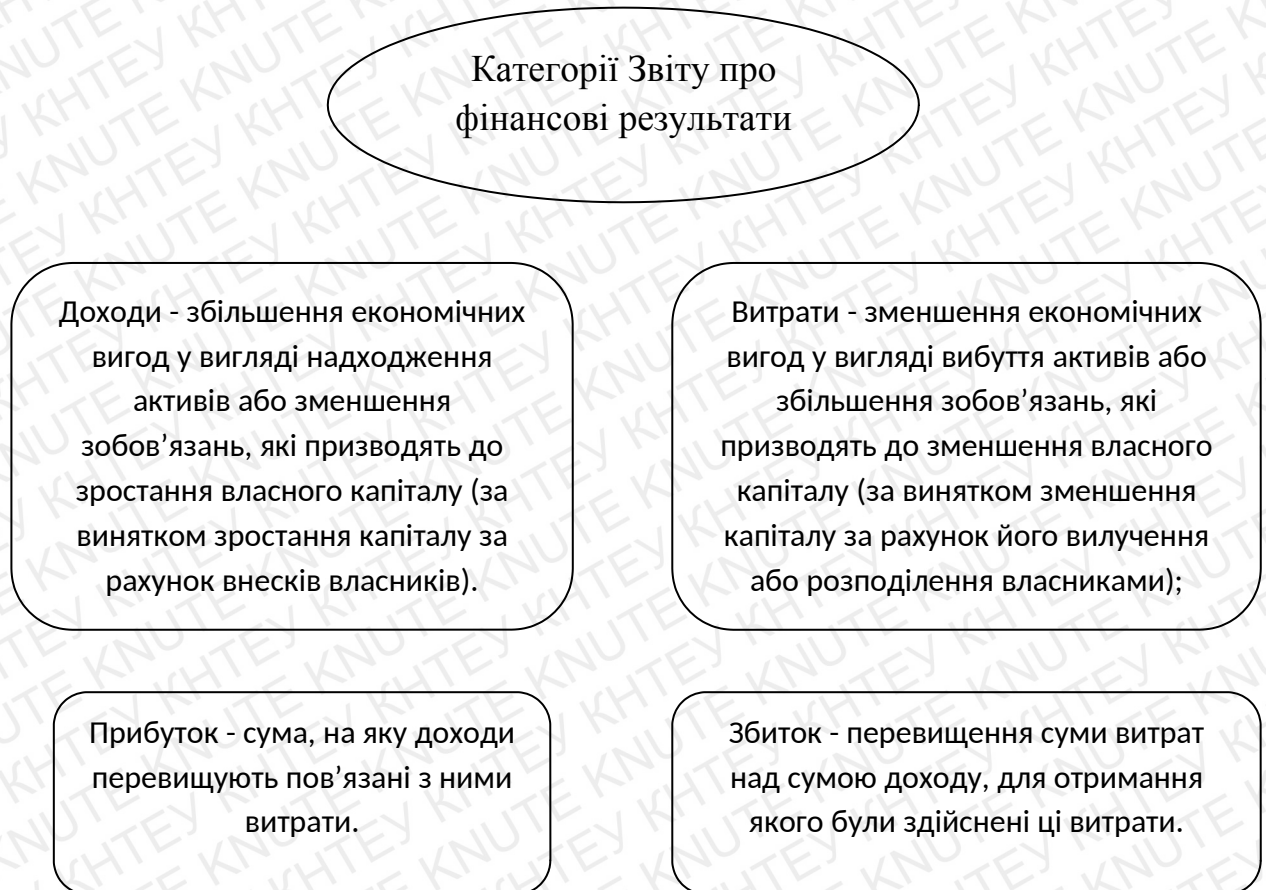 Категорії Звіту про
фінансові результати
Доходи - збільшення економічних
вигод у вигляді надходження
активів або зменшення
зобов’язань, які призводять до
зростання власного капіталу (за
винятком зростання капіталу за
рахунок внесків власників).
Витрати - зменшення економічних
вигод у вигляді вибуття активів або
збільшення зобов’язань, які
призводять до зменшення власного
капіталу (за винятком зменшення
капіталу за рахунок його вилучення
або розподілення власниками);
Прибуток - сума, на яку доходи
перевищують пов’язані з ними
витрати.
Збиток - перевищення суми витрат
над сумою доходу, для отримання
якого були здійснені ці витрати.